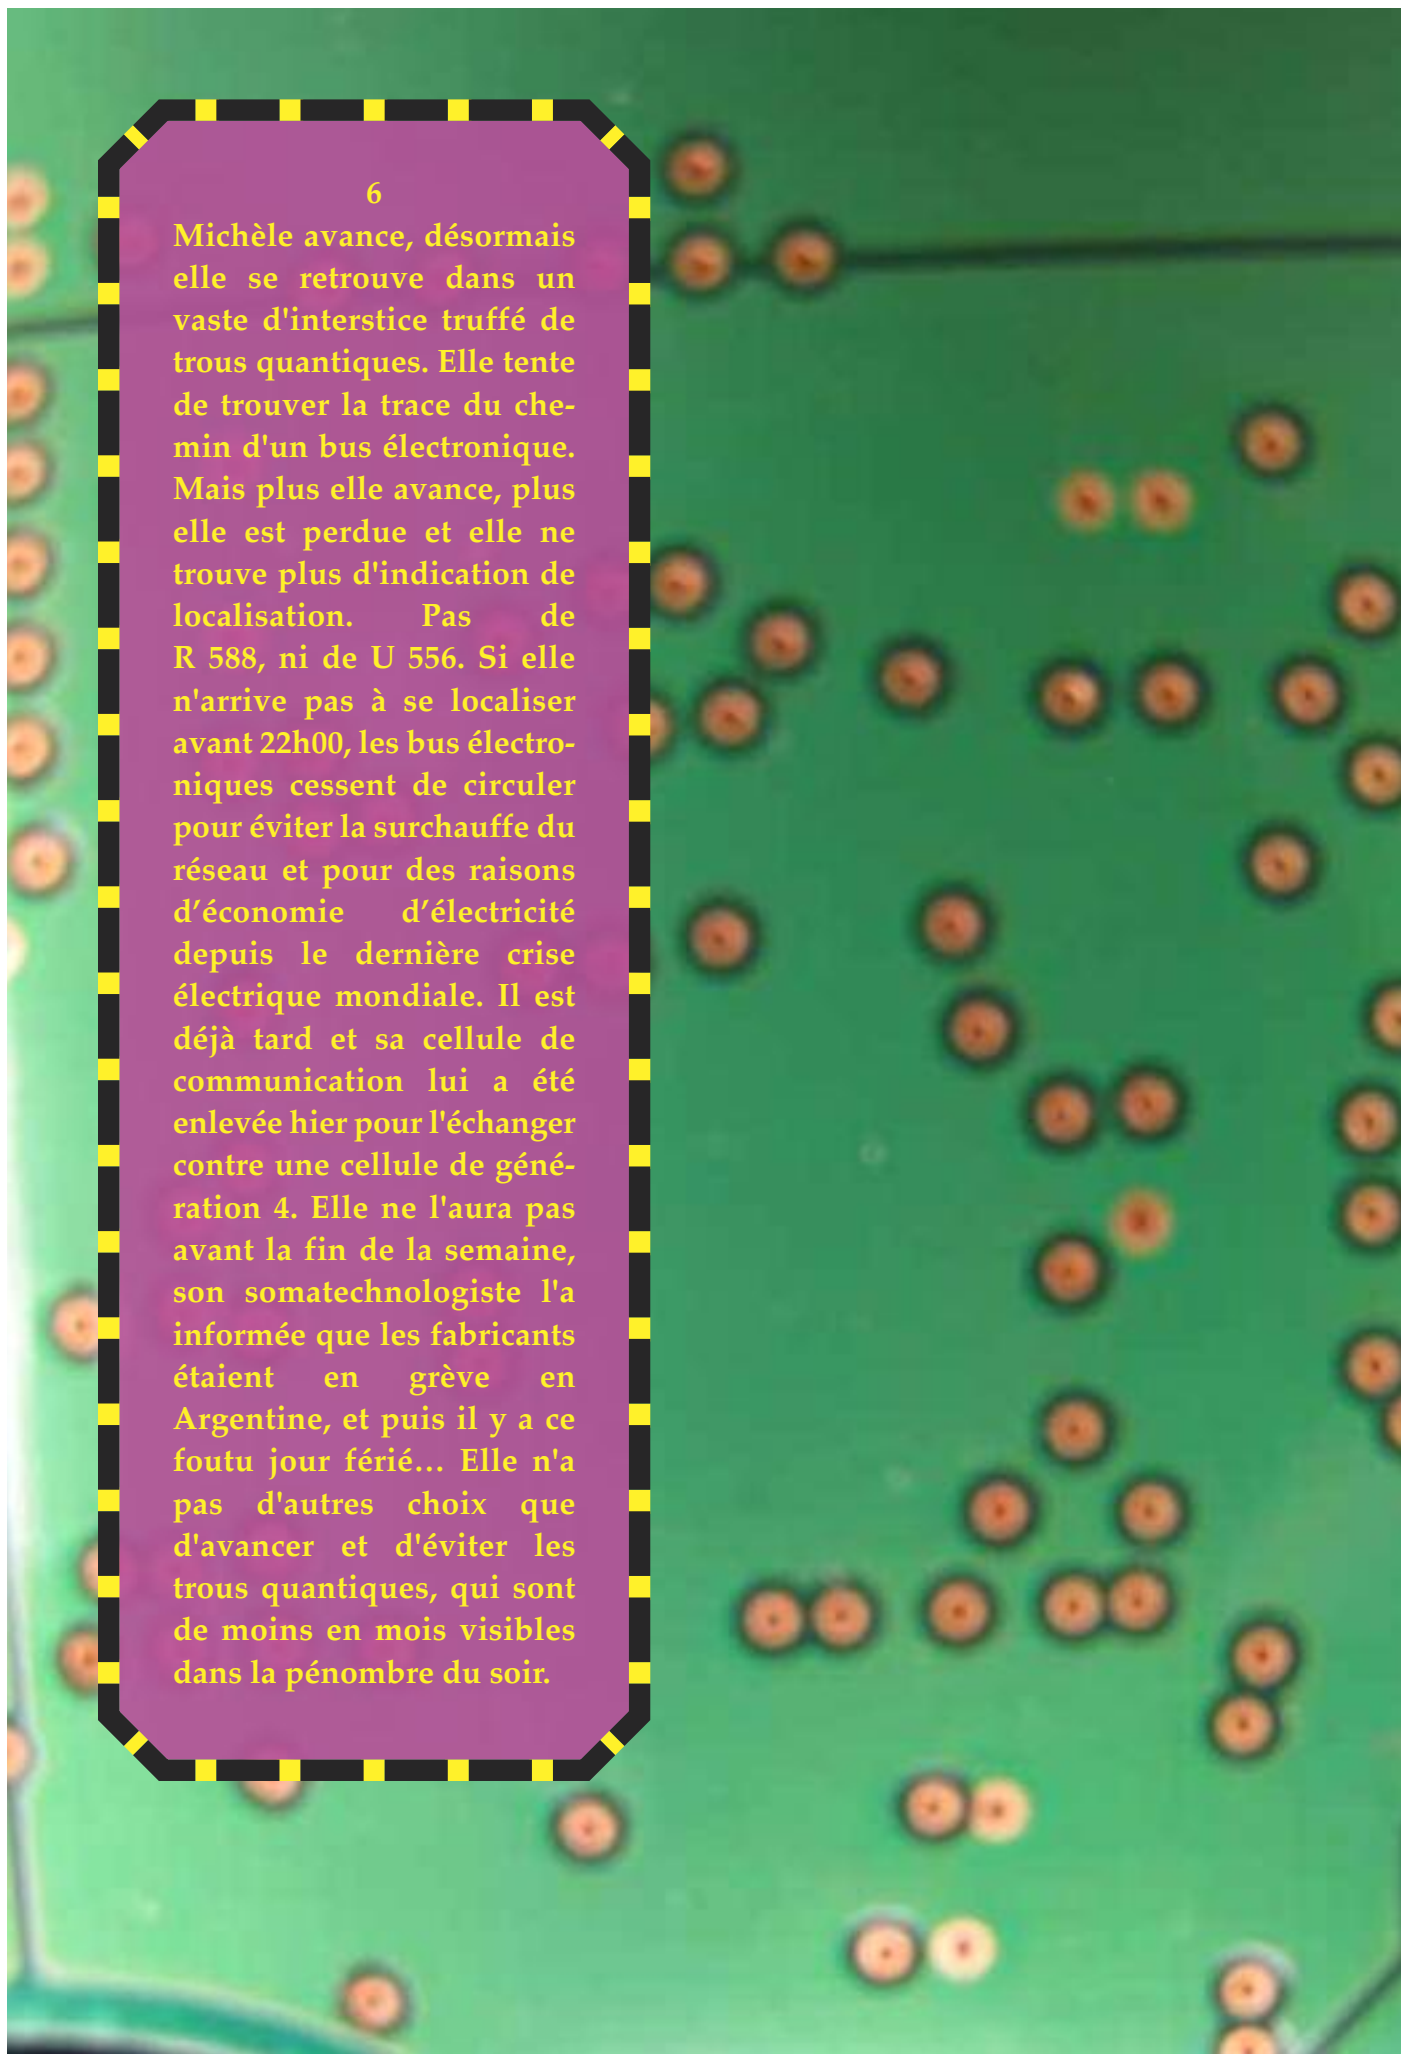 6
Michèle avance, désormais
elle se retrouve dans un
vaste d'interstice truffé de
trous quantiques. Elle tente
de trouver la trace du che-
min d'un bus électronique.
Mais plus elle avance, plus
elle est perdue et elle ne
trouve plus d'indication de
localisation. Pas de
R 588, ni de U 556. Si elle
n'arrive pas à se localiser
avant 22h00, les bus électro-
niques cessent de circuler
pour éviter la surchauffe du
réseau et pour des raisons
d’économie d’électricité
depuis le dernière crise
électrique mondiale. Il est
déjà tard et sa cellule de
communication lui a été
enlevée hier pour l'échanger
contre une cellule de géné-
ration 4. Elle ne l'aura pas
avant la fin de la semaine,
son somatechnologiste l'a
informée que les fabricants
étaient en grève en
Argentine, et puis il y a ce
foutu jour férié… Elle n'a
pas d'autres choix que
d'avancer et d'éviter les
trous quantiques, qui sont
de moins en mois visibles
dans la pénombre du soir.